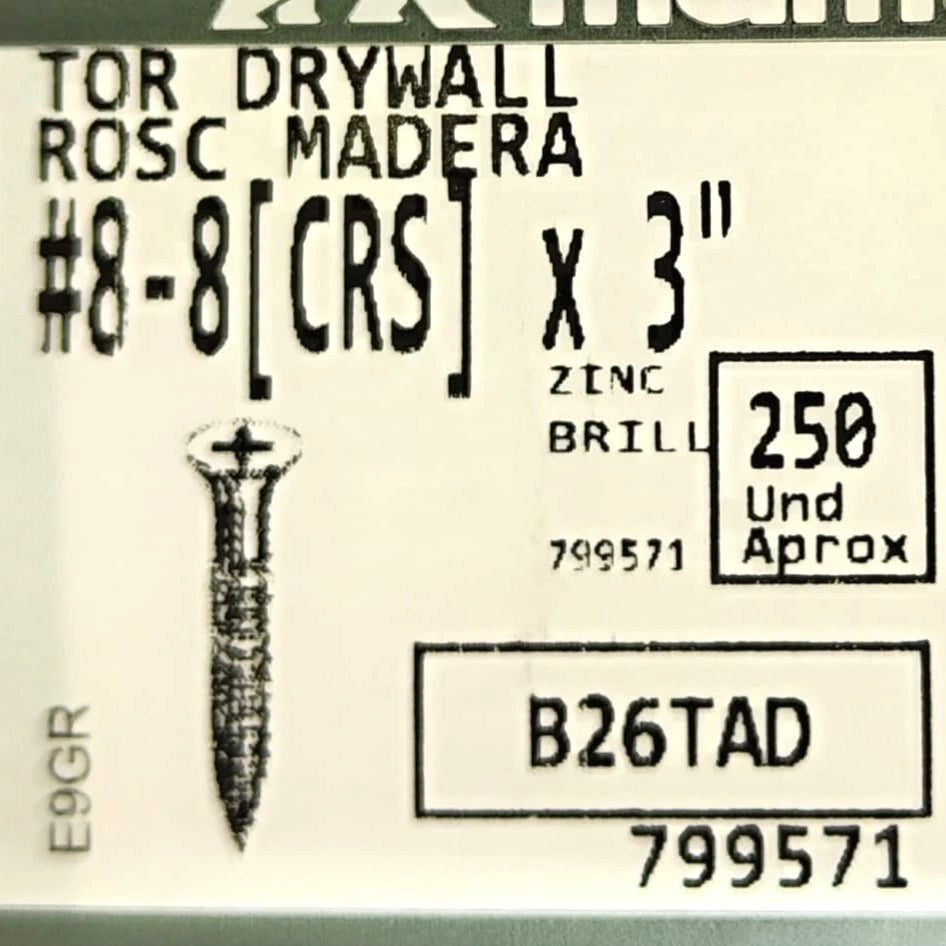 TOR DRYWALL
ROSC MADERA
#8-8[CRS] x 3"
ZINC
BRILL
250
Und
Aprox
799571
B26TAD
799571
E9GR